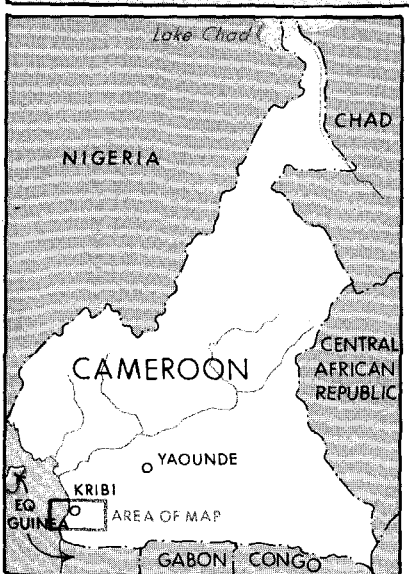 Lake Chad
CHAD
NIGERIA
CENTRAL
AFRICAN
REPUBLIC
CAMEROON
YAOUNDE
KRIBI
EQ
GUINEA
AREA OF MAP
GABON
CONGO